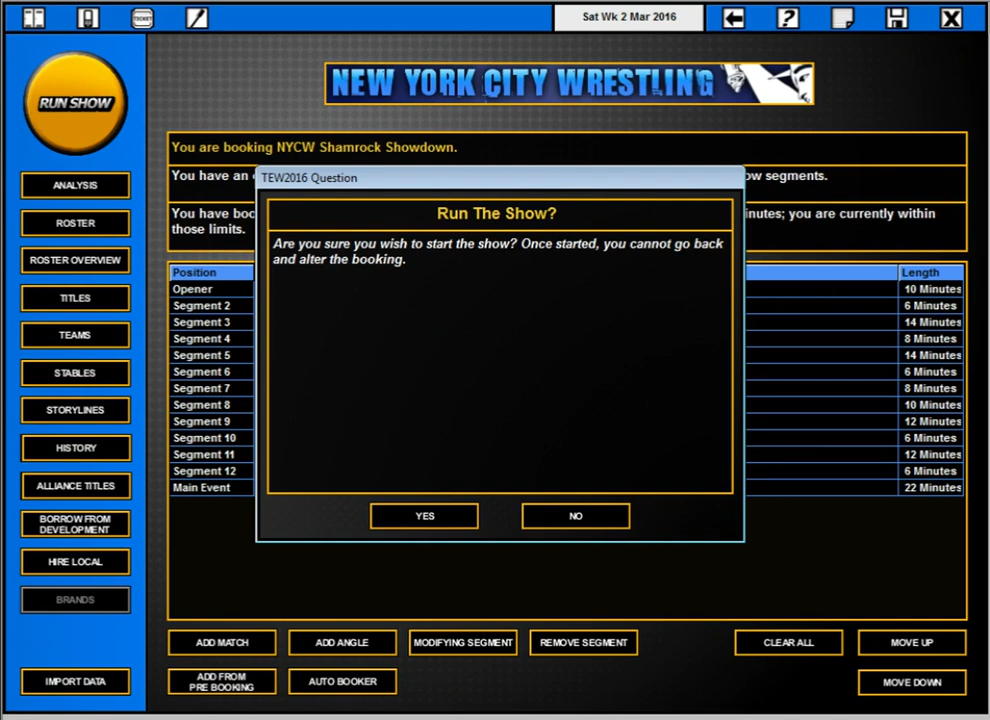 TICKET
Sat Wk 2 Mar 2016
?
X
RUN SHOW
NEW YORK CITY WRESTLING
You are booking NYCW Shamrock Showdown.
You have an
ow segments.
You have boo
inutes; you are currently within
those limits.
TEW2016 Question
Run The Show?
Are you sure you wish to start the show? Once started, you cannot go back
and alter the booking.
YES
NO
Position
Length
Opener
10 Minutes
Segment 2
6 Minutes
Segment 3
14 Minutes
Segment 4
8 Minutes
Segment 5
14 Minutes
Segment 6
6 Minutes
Segment 7
8 Minutes
Segment 8
10 Minutes
Segment 9
12 Minutes
Segment 10
6 Minutes
Segment 11
12 Minutes
Segment 12
6 Minutes
Main Event
22 Minutes
ANALYSIS
ROSTER
ROSTER OVERVIEW
TITLES
TEAMS
STABLES
STORYLINES
HISTORY
ALLIANCE TITLES
BORROW FROM
DEVELOPMENT
HIRE LOCAL
BRANDS
IMPORT DATA
ADD MATCH
ADD ANGLE
MODIFYING SEGMENT
REMOVE SEGMENT
CLEAR ALL
MOVE UP
ADD FROM
PRE BOOKING
AUTO BOOKER
MOVE DOWN